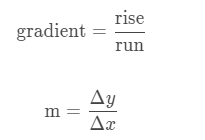 gradient = rise/run
m = Δy/Δx